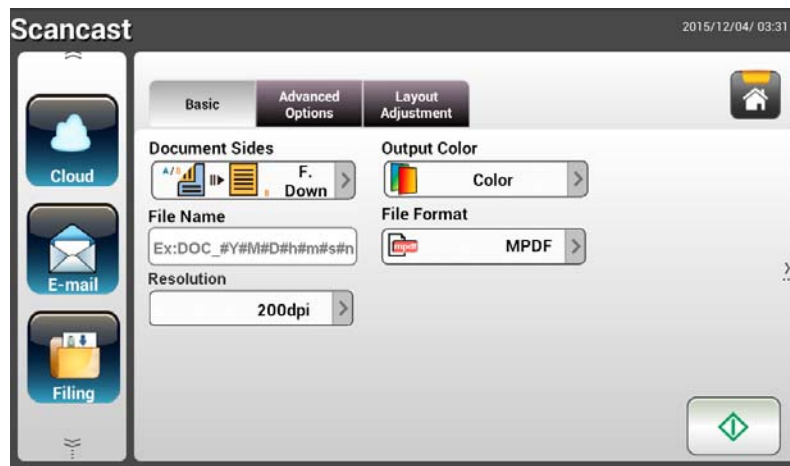 Scancast
2015/12/04/ 03:31
Cloud
E-mail
Filing
Basic
Advanced
Options
Layout
Adjustment
Document Sides
A/B
F.
Down
Output Color
Color
File Name
Ex:DOC_#Y#M#D#h#m#s#n
File Format
mpdf
MPDF
Resolution
200dpi